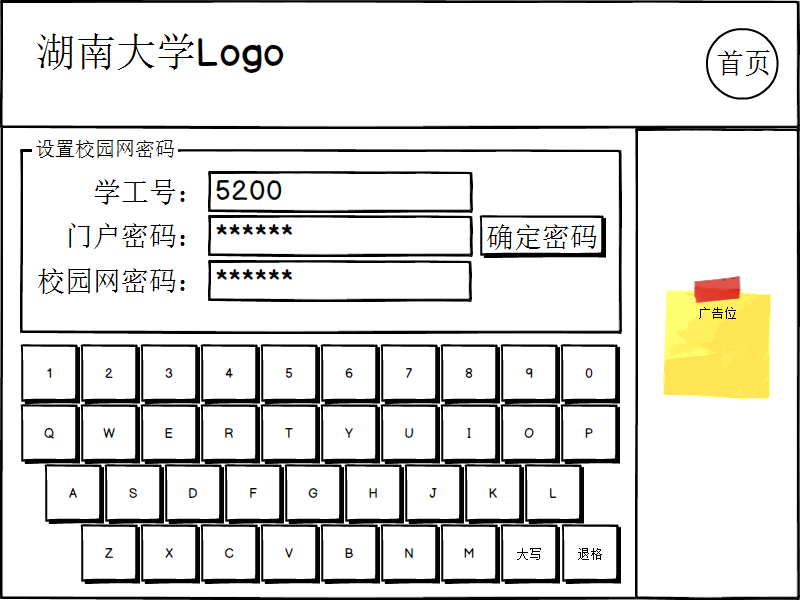 湖南大学Logo
首页
设置校园网密码
学工号： 5200
门户密码： ****** 确定密码
校园网密码： ******
广告位
1 2 3 4 5 6 7 8 9 0
Q W E R T Y U I O P
A S D F G H J K L
Z X C V B N M 大写 退格